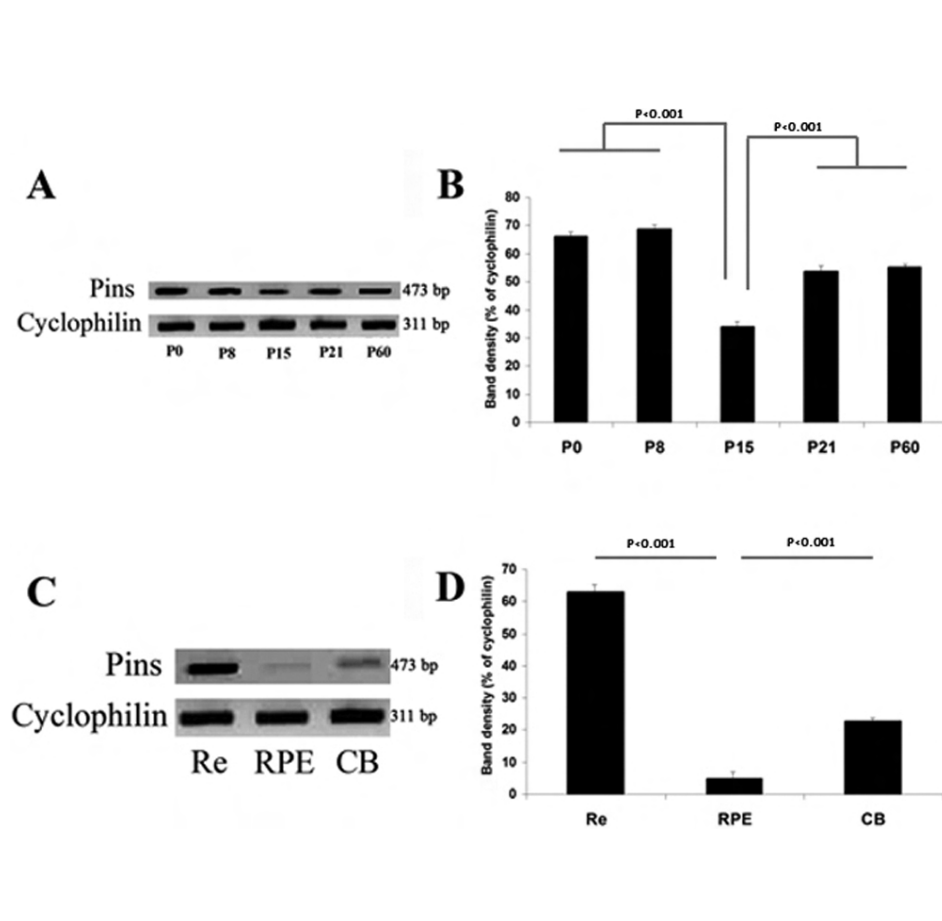 A
Pins
473 bp
Cyclophilin
311 bp
P0 P8 P15 P21 P60
B
P<0.001
P<0.001
Band density (% of cyclophilin)
80
70
60
50
40
30
20
10
0
P0 P8 P15 P21 P60
C
Pins
473 bp
Cyclophilin
311 bp
Re RPE CB
D
P<0.001
P<0.001
Band density (% of cyclophilin)
70
60
50
40
30
20
10
0
Re RPE CB